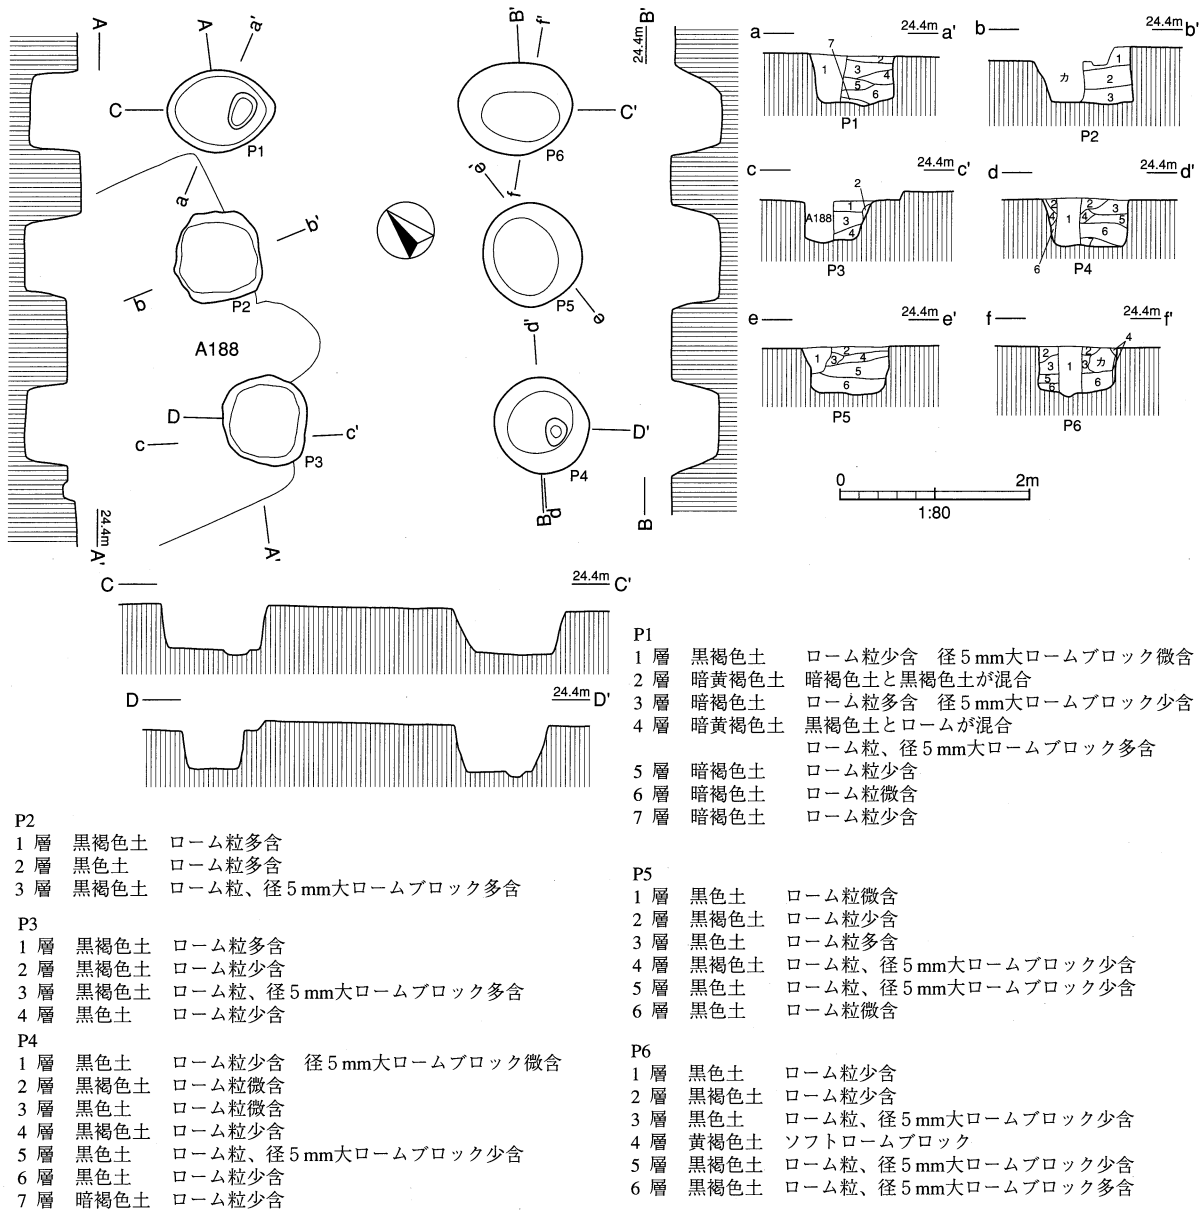 A A a' B' f' B'
24.4m
C P1 P6 C'
a e' f
b' P2 b P5 e
A188
d'
D c c' P3 D' P4
B d B
24.4m
A' A'
a 24.4m a'
7 1 2 3 4 5 6
P1
b 24.4m b'
カ 1 2 3
P2
c 24.4m c'
A188 1 2 3 4
P3
d 24.4m d'
2 4 1 2 3 4 5 6 7 6
P4
e 24.4m e'
1 2 3 4 5 6
P5
f 24.4m f'
2 3 5 6 1 2 3 カ 6 4
P6
0 2m
1:80
C 24.4m C'
D 24.4m D'
P1
1 層 黒褐色土 ローム粒少含 径5mm大ロームブロック微含
2 層 暗黄褐色土 暗褐色土と黒褐色土が混合
3 層 暗褐色土 ローム粒多含 径5mm大ロームブロック少含
4 層 暗黄褐色土 黒褐色土とロームが混合
ローム粒、径5mm大ロームブロック多含
5 層 暗褐色土 ローム粒少含
6 層 暗褐色土 ローム粒微含
7 層 暗褐色土 ローム粒少含
P2
1 層 黒褐色土 ローム粒多含
2 層 黒色土 ローム粒多含
3 層 黒褐色土 ローム粒、径5mm大ロームブロック多含
P3
1 層 黒褐色土 ローム粒多含
2 層 黒褐色土 ローム粒少含
3 層 黒褐色土 ローム粒、径5mm大ロームブロック多含
4 層 黒色土 ローム粒少含
P4
1 層 黒色土 ローム粒少含 径5mm大ロームブロック微含
2 層 黒褐色土 ローム粒微含
3 層 黒色土 ローム粒微含
4 層 黒褐色土 ローム粒少含
5 層 黒色土 ローム粒、径5mm大ロームブロック少含
6 層 黒色土 ローム粒少含
7 層 暗褐色土 ローム粒少含
P5
1 層 黒色土 ローム粒微含
2 層 黒褐色土 ローム粒少含
3 層 黒色土 ローム粒多含
4 層 黒褐色土 ローム粒、径5mm大ロームブロック少含
5 層 黒色土 ローム粒、径5mm大ロームブロック少含
6 層 黒色土 ローム粒微含
P6
1 層 黒色土 ローム粒少含
2 層 黒褐色土 ローム粒少含
3 層 黒色土 ローム粒、径5mm大ロームブロック少含
4 層 黄褐色土 ソフトロームブロック
5 層 黒褐色土 ローム粒、径5mm大ロームブロック少含
6 層 黒褐色土 ローム粒、径5mm大ロームブロック多含